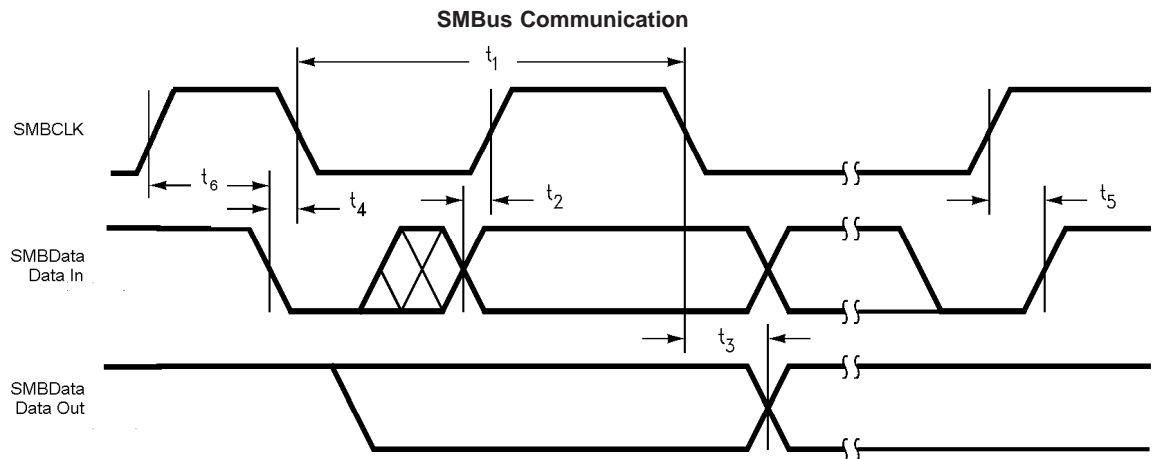 SMBus Communication
t1
SMBCLK
t6
t4
t2
t5
SMBData
Data In
t3
SMBData
Data Out